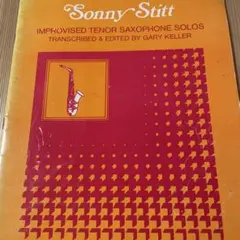 Sonny Stitt
IMPROVISED TENOR SAXOPHONE SOLOS
TRANSCRIBED & EDITED BY GARY KELLER